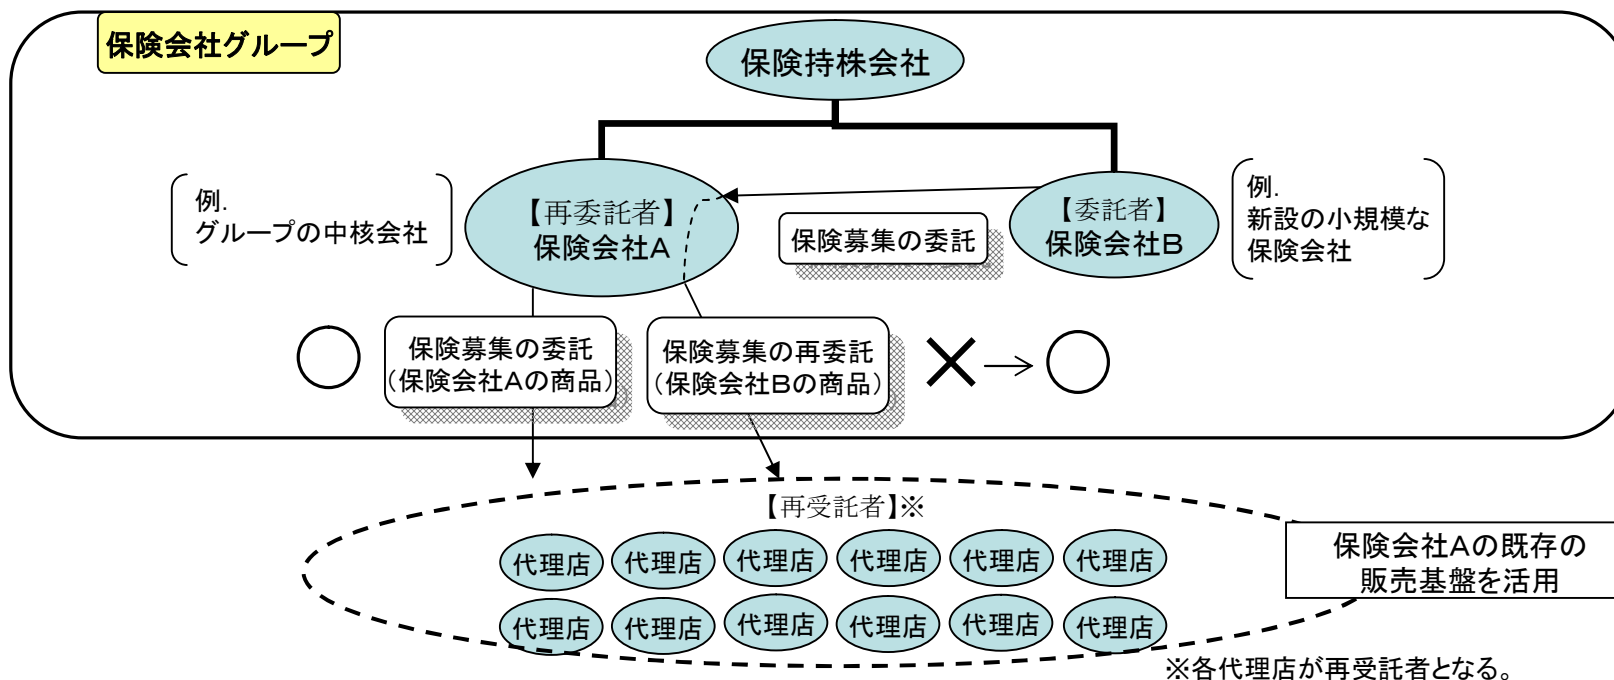 保険会社グループ
保険持株会社
例.
グループの中核会社
【再委託者】
保険会社A
保険募集の委託
【委託者】
保険会社B
例.
新設の小規模な
保険会社
保険募集の委託
(保険会社Aの商品)
保険募集の再委託
(保険会社Bの商品)
【再受託者】※
代理店 代理店 代理店 代理店 代理店 代理店
代理店 代理店 代理店 代理店 代理店 代理店
保険会社Aの既存の
販売基盤を活用
※各代理店が再受託者となる。